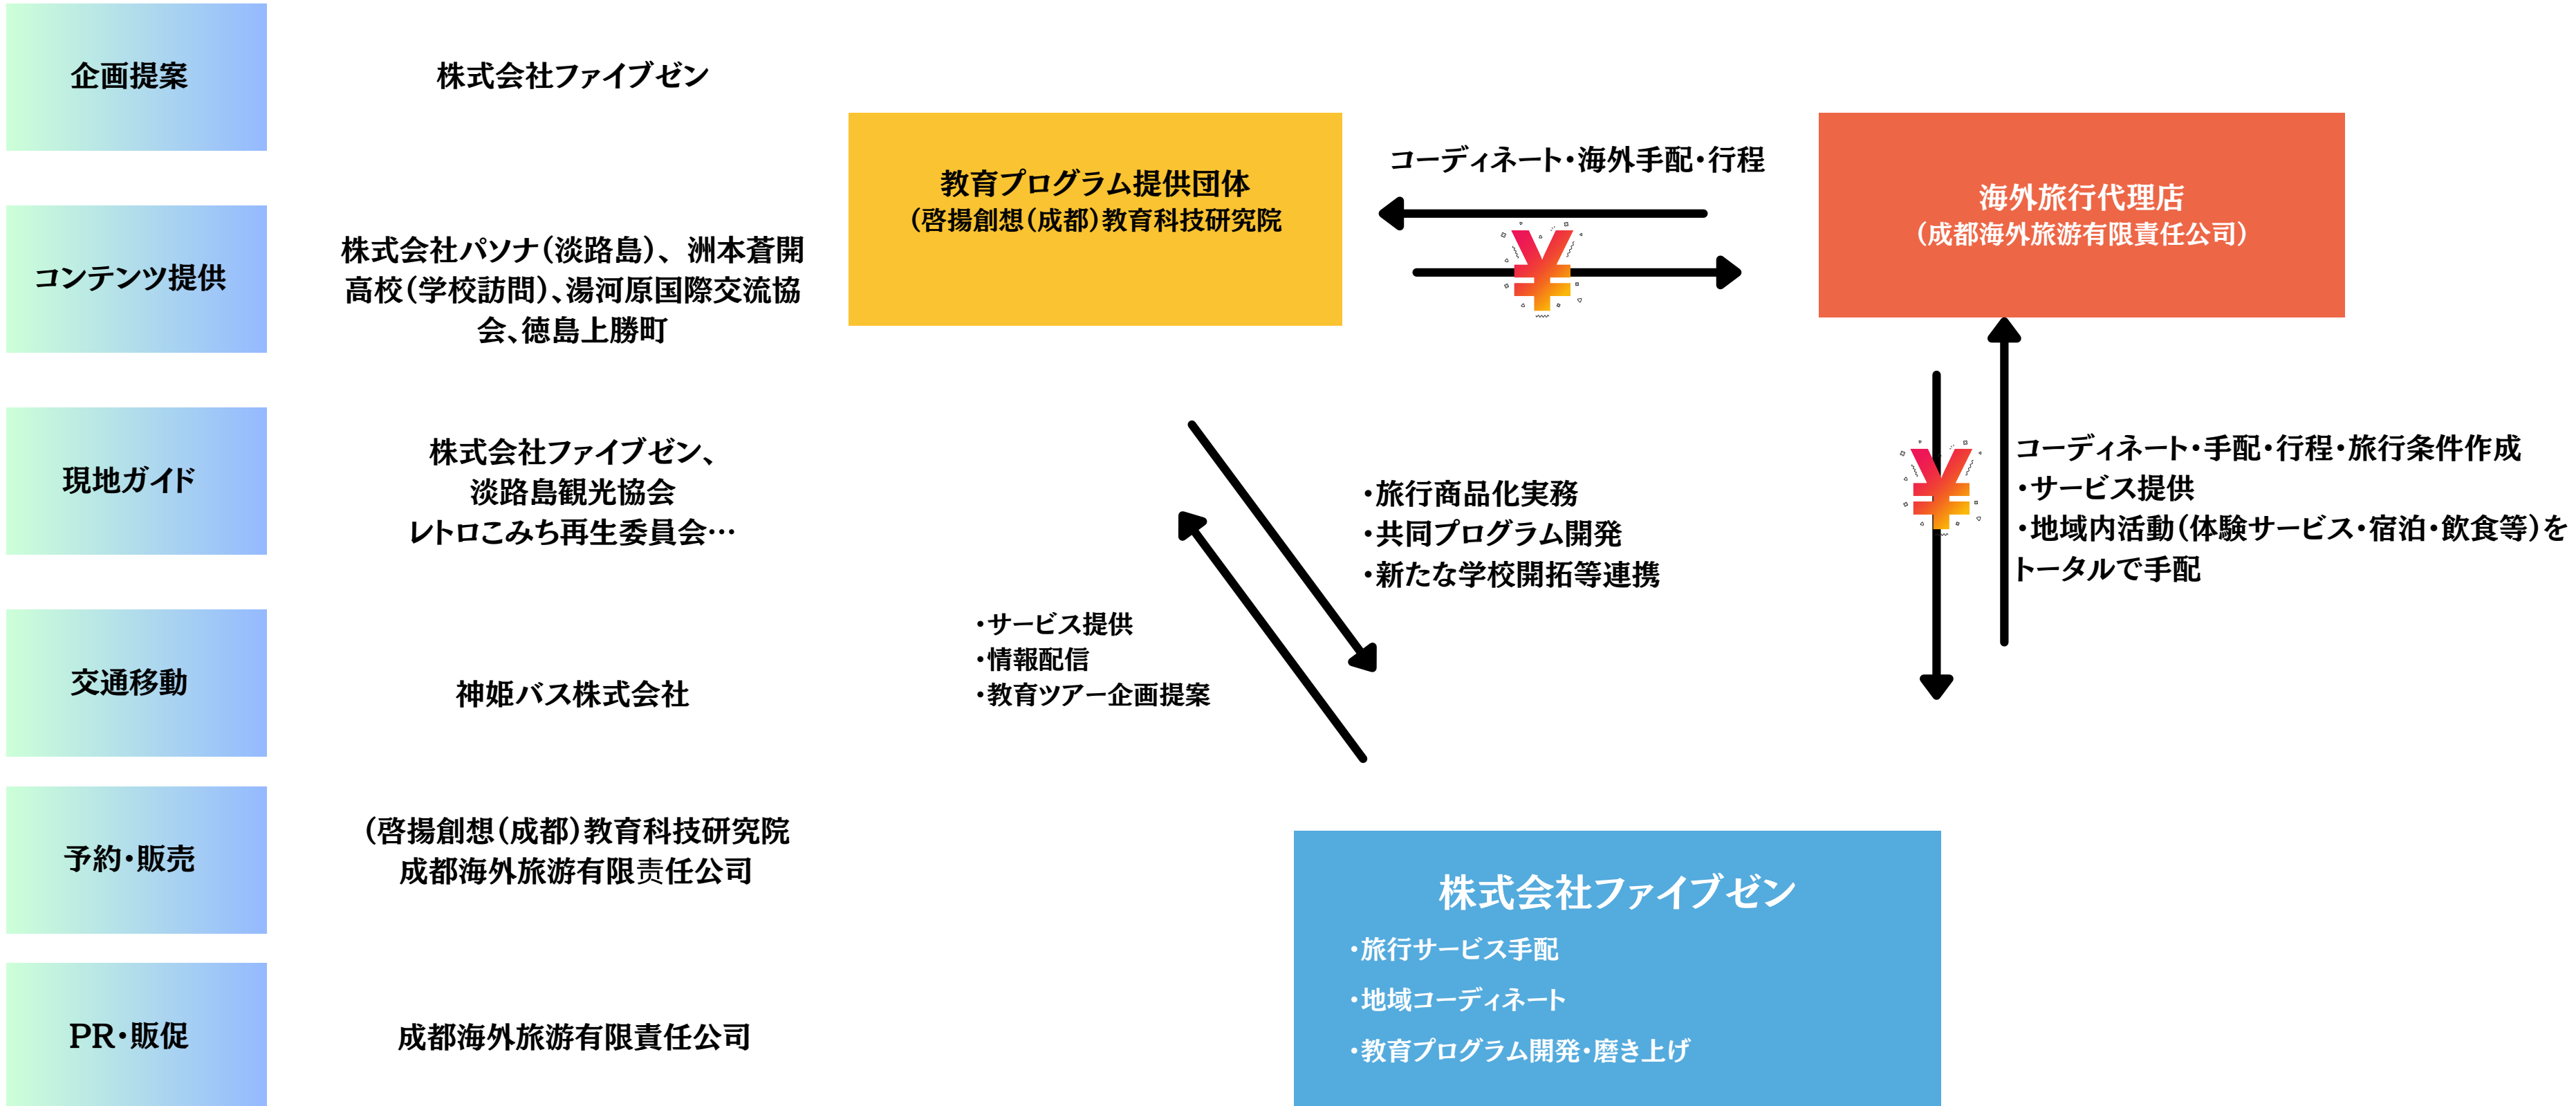 企画提案
株式会社ファイブゼン
コンテンツ提供
株式会社パソナ(淡路島)、洲本蒼開
高校(学校訪問)、湯河原国際交流協
会、徳島上勝町
現地ガイド
株式会社ファイブゼン、
淡路島観光協会
レトロこみち再生委員会…
交通移動
神姫バス株式会社
予約・販売
(啓揚創想(成都)教育科技研究院
成都海外旅游有限责任公司
PR・販促
成都海外旅游有限責任公司
教育プログラム提供団体
(啓揚創想(成都)教育科技研究院
コーディネート・海外手配・行程
¥
海外旅行代理店
(成都海外旅游有限責任公司)
・旅行商品化実務
・共同プログラム開発
・新たな学校開拓等連携
・サービス提供
・情報配信
・教育ツアー企画提案
¥
コーディネート・手配・行程・旅行条件作成
・サービス提供
・地域内活動(体験サービス・宿泊・飲食等)を
トータルで手配
株式会社ファイブゼン
・旅行サービス手配
・地域コーディネート
・教育プログラム開発・磨き上げ